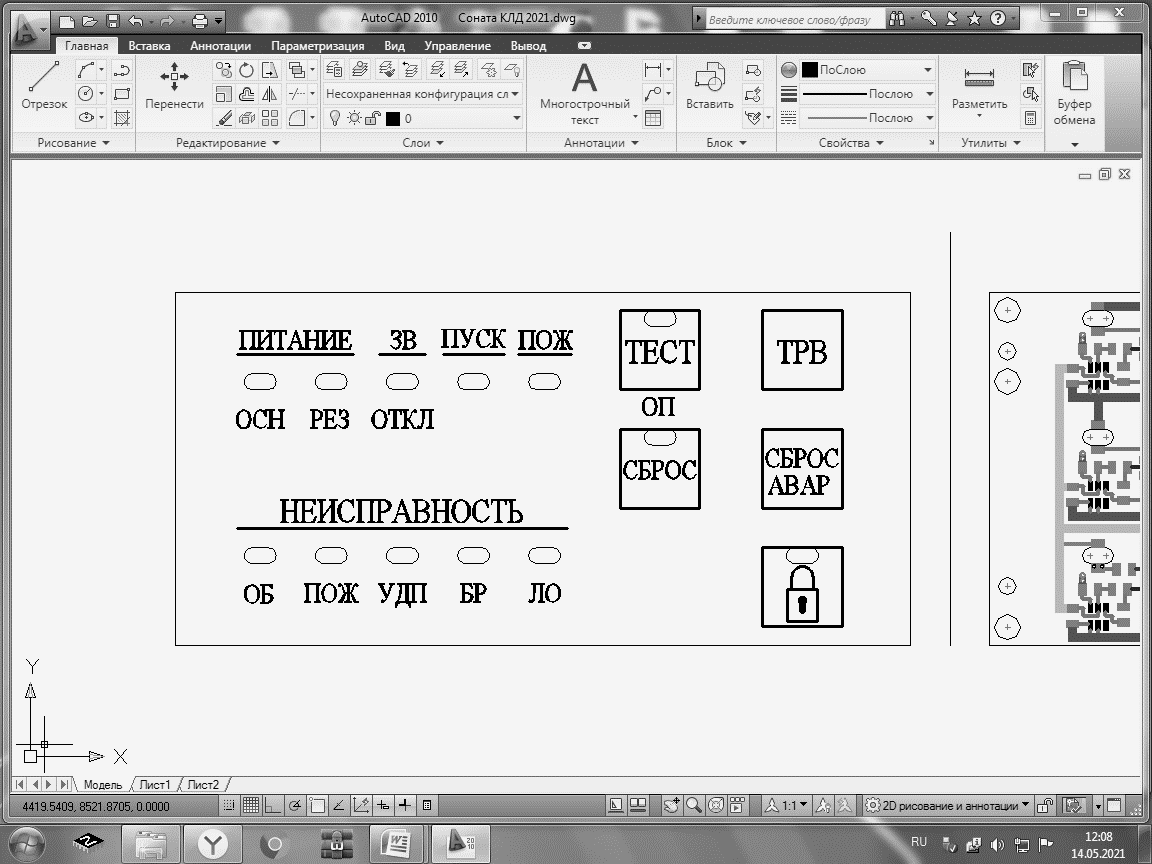 AutoCAD 2010 Соната КЛД 2021.dwg
Введите ключевое слово/фразу
Главная Вставка Аннотации Параметризация Вид Управление Вывод
ПоСлою
Несохраненная конфигурация сл
Послою
Отрезок Перенести Многострочный Вставить Разметить Буфер
текст обмена
0 Послою
Рисование Редактирование Слои Аннотации Блок Свойства Утилиты
ПИТАНИЕ ЗВ ПУСК ПОЖ
ТЕСТ ТРВ
ОСН РЕЗ ОТКЛ
ОП
СБРОС
СБРОС
АВАР
НЕИСПРАВНОСТЬ
ОБ ПОЖ УДП БР ЛО
Y
X
Модель Лист1 Лист2
4419.5409, 8521.8705, 0.0000
1:1 2D рисование и аннотации
RU
12:08
14.05.2021